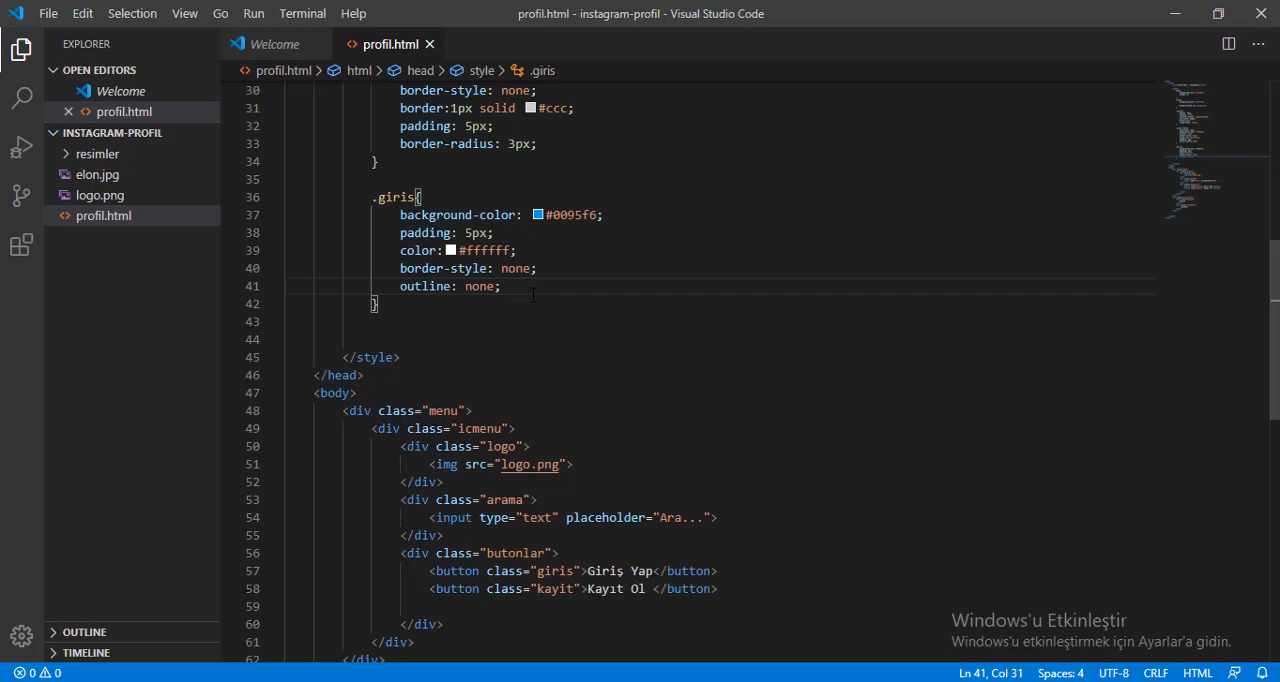 File Edit Selection View Go Run Terminal Help
profil.html - instagram-profil - Visual Studio Code
EXPLORER
OPEN EDITORS
Welcome
profil.html
INSTAGRAM-PROFIL
resimler
elon.jpg
logo.png
profil.html
OUTLINE
TIMELINE
Welcome
profil.html
profil.html > html > head > style > .giris
30 border-style: none;
31 border:1px solid #ccc;
32 padding: 5px;
33 border-radius: 3px;
34 }
35
36 .giris{
37 background-color: #0095f6;
38 padding: 5px;
39 color: #ffffff;
40 border-style: none;
41 outline: none;
42 }
43
44
45 </style>
46 </head>
47 <body>
48 <div class="menu">
49 <div class="icmenu">
50 <div class="logo">
51 <img src="logo.png">
52 </div>
53 <div class="arama">
54 <input type="text" placeholder="Ara...">
55 </div>
56 <div class="butonlar">
57 <button class="giris">Giriş Yap</button>
58 <button class="kayit">Kayıt Ol </button>
59
60 </div>
61 </div>
62 </div>
Windows'u Etkinleştir
Windows'u etkinleştirmek için Ayarlar'a gidin.
0 0
Ln 41, Col 31 Spaces: 4 UTF-8 CRLF HTML